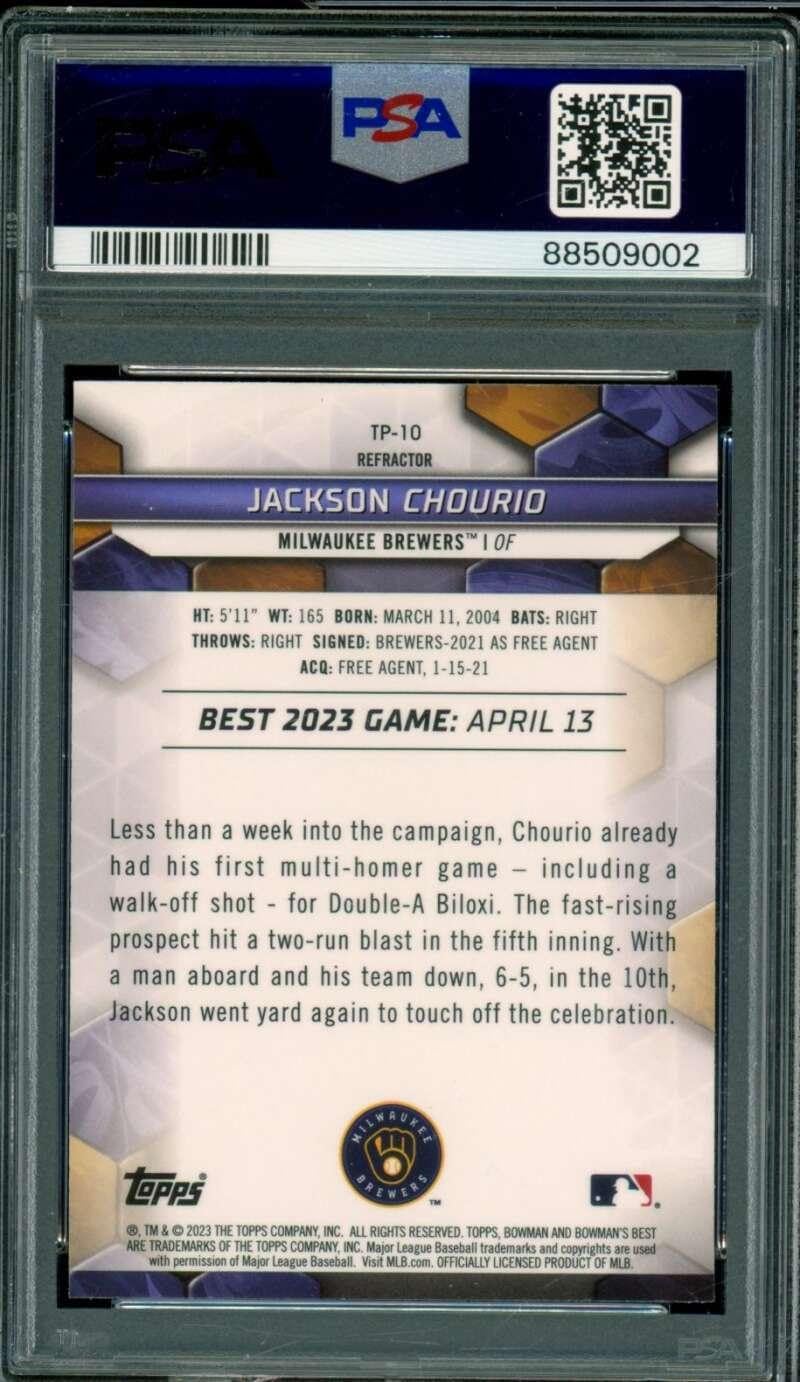 PSA
PSA
88509002
TP-10
REFRACTOR
JACKSON CHOURIO
MILWAUKEE BREWERS™ | OF
HT: 5'11" WT: 165 BORN: MARCH 11, 2004 BATS: RIGHT
THROWS: RIGHT SIGNED: BREWERS-2021 AS FREE AGENT
ACQ: FREE AGENT, 1-15-21
BEST 2023 GAME: APRIL 13
Less than a week into the campaign, Chourio already
had his first multi-homer game – including a
walk-off shot - for Double-A Biloxi. The fast-rising
prospect hit a two-run blast in the fifth inning. With
a man aboard and his team down, 6-5, in the 10th,
Jackson went yard again to touch off the celebration.
MILWAUKEE
BREWERS
™
Topps®
®, TM & © 2023 THE TOPPS COMPANY, INC. ALL RIGHTS RESERVED. TOPPS, BOWMAN AND BOWMAN'S BEST
ARE TRADEMARKS OF THE TOPPS COMPANY, INC. Major League Baseball trademarks and copyrights are used
with permission of Major League Baseball. Visit MLB.com. OFFICIALLY LICENSED PRODUCT OF MLB.
PSA